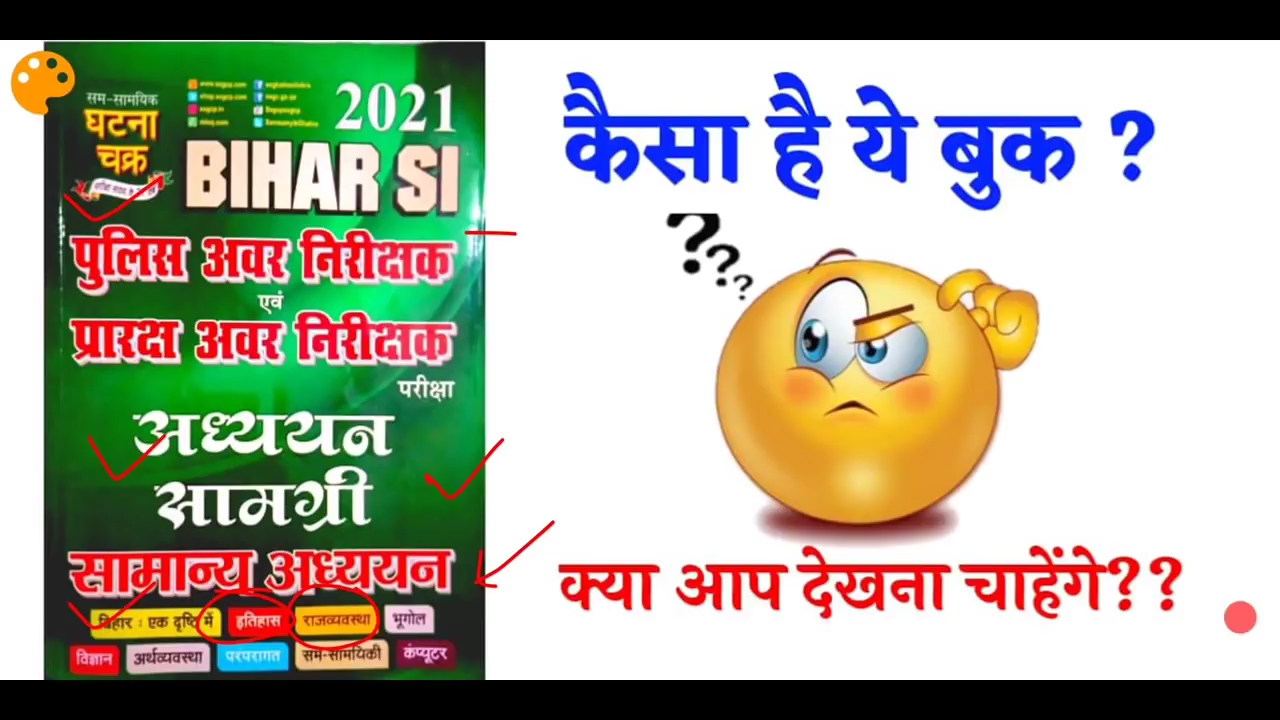 सम-सामयिक
घटना
चक्र
2021
BIHAR SI
पुलिस अवर निरीक्षक
एवं
प्रारक्ष अवर निरीक्षक
परीक्षा
अध्ययन
सामग्री
सामान्य अध्ययन
बिहार : एक दृष्टि में इतिहास राजव्यवस्था भूगोल
विज्ञान अर्थव्यवस्था परंपरागत सम-सामयिकी कंप्यूटर
कैसा है ये बुक ?
???
क्या आप देखना चाहेंगे??